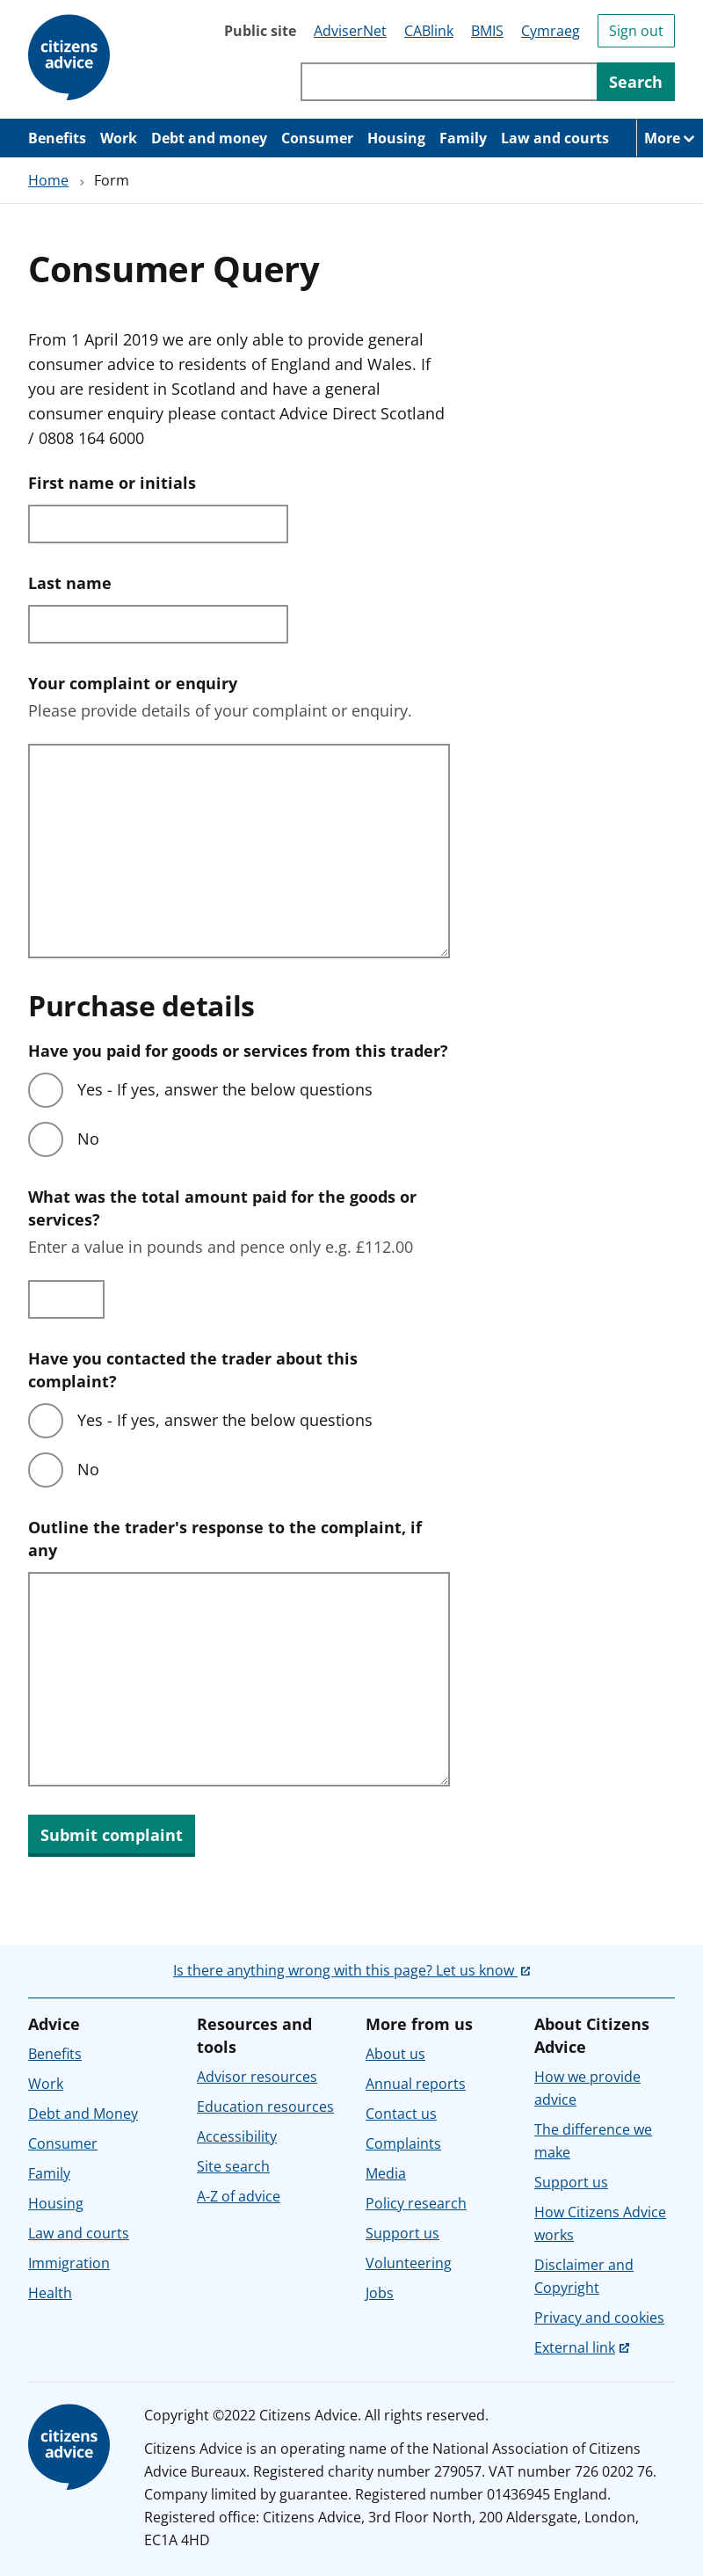 citizens
advice
Public site AdviserNet CABlink BMIS Cymraeg Sign out
Search
Benefits Work Debt and money Consumer Housing Family Law and courts More
Home › Form
Consumer Query
From 1 April 2019 we are only able to provide general
consumer advice to residents of England and Wales. If
you are resident in Scotland and have a general
consumer enquiry please contact Advice Direct Scotland
/ 0808 164 6000
First name or initials
Last name
Your complaint or enquiry
Please provide details of your complaint or enquiry.
Purchase details
Have you paid for goods or services from this trader?
Yes - If yes, answer the below questions
No
What was the total amount paid for the goods or
services?
Enter a value in pounds and pence only e.g. £112.00
Have you contacted the trader about this
complaint?
Yes - If yes, answer the below questions
No
Outline the trader's response to the complaint, if
any
Submit complaint
Is there anything wrong with this page? Let us know
Advice
Benefits
Work
Debt and Money
Consumer
Family
Housing
Law and courts
Immigration
Health
Resources and
tools
Advisor resources
Education resources
Accessibility
Site search
A-Z of advice
More from us
About us
Annual reports
Contact us
Complaints
Media
Policy research
Support us
Volunteering
Jobs
About Citizens
Advice
How we provide
advice
The difference we
make
Support us
How Citizens Advice
works
Disclaimer and
Copyright
Privacy and cookies
External link
citizens
advice
Copyright ©2022 Citizens Advice. All rights reserved.
Citizens Advice is an operating name of the National Association of Citizens
Advice Bureaux. Registered charity number 279057. VAT number 726 0202 76.
Company limited by guarantee. Registered number 01436945 England.
Registered office: Citizens Advice, 3rd Floor North, 200 Aldersgate, London,
EC1A 4HD